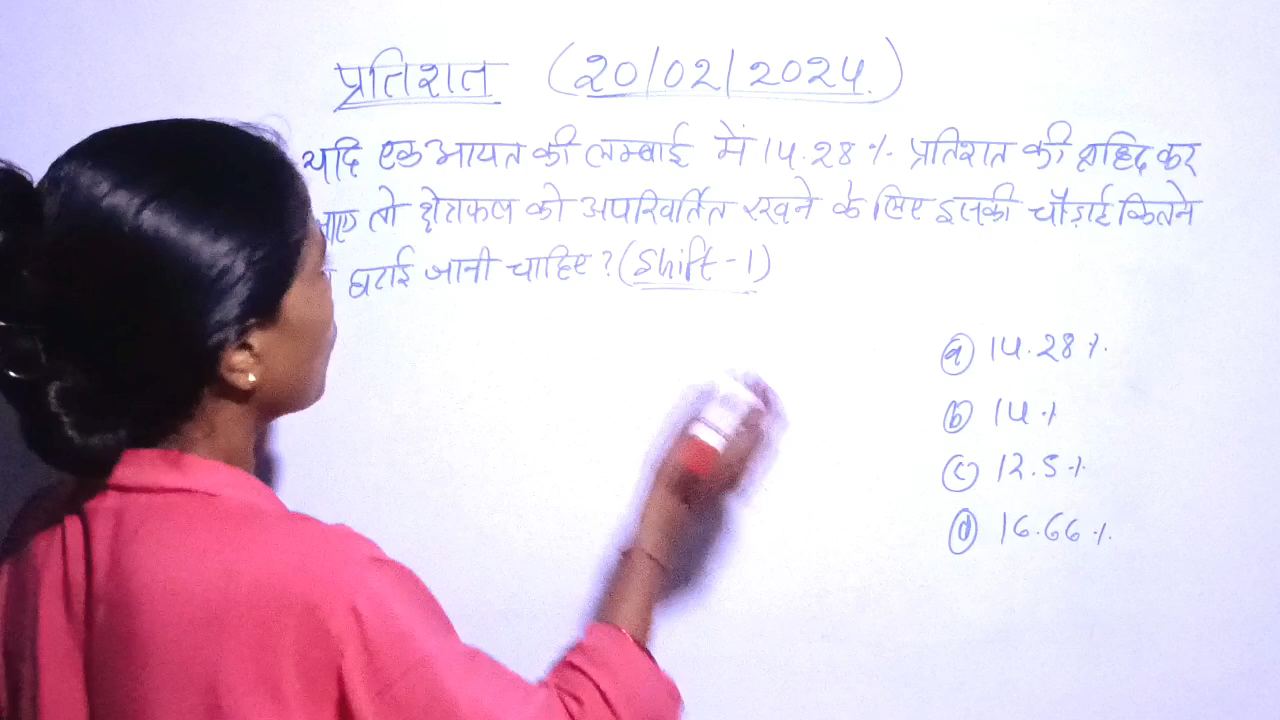 प्रतिशत (20/02/2024.)
यदि एक आयत की लम्बाई में 14.28% प्रतिशत की वृद्धि कर
जाए तो क्षेत्रफल को अपरिवर्तित रखने के लिए इसकी चौड़ाई कितने
घटाई जानी चाहिए? (Shift-1)
(a) 14.28%.
(b) 14%
(c) 12.5%
(d) 16.66%.